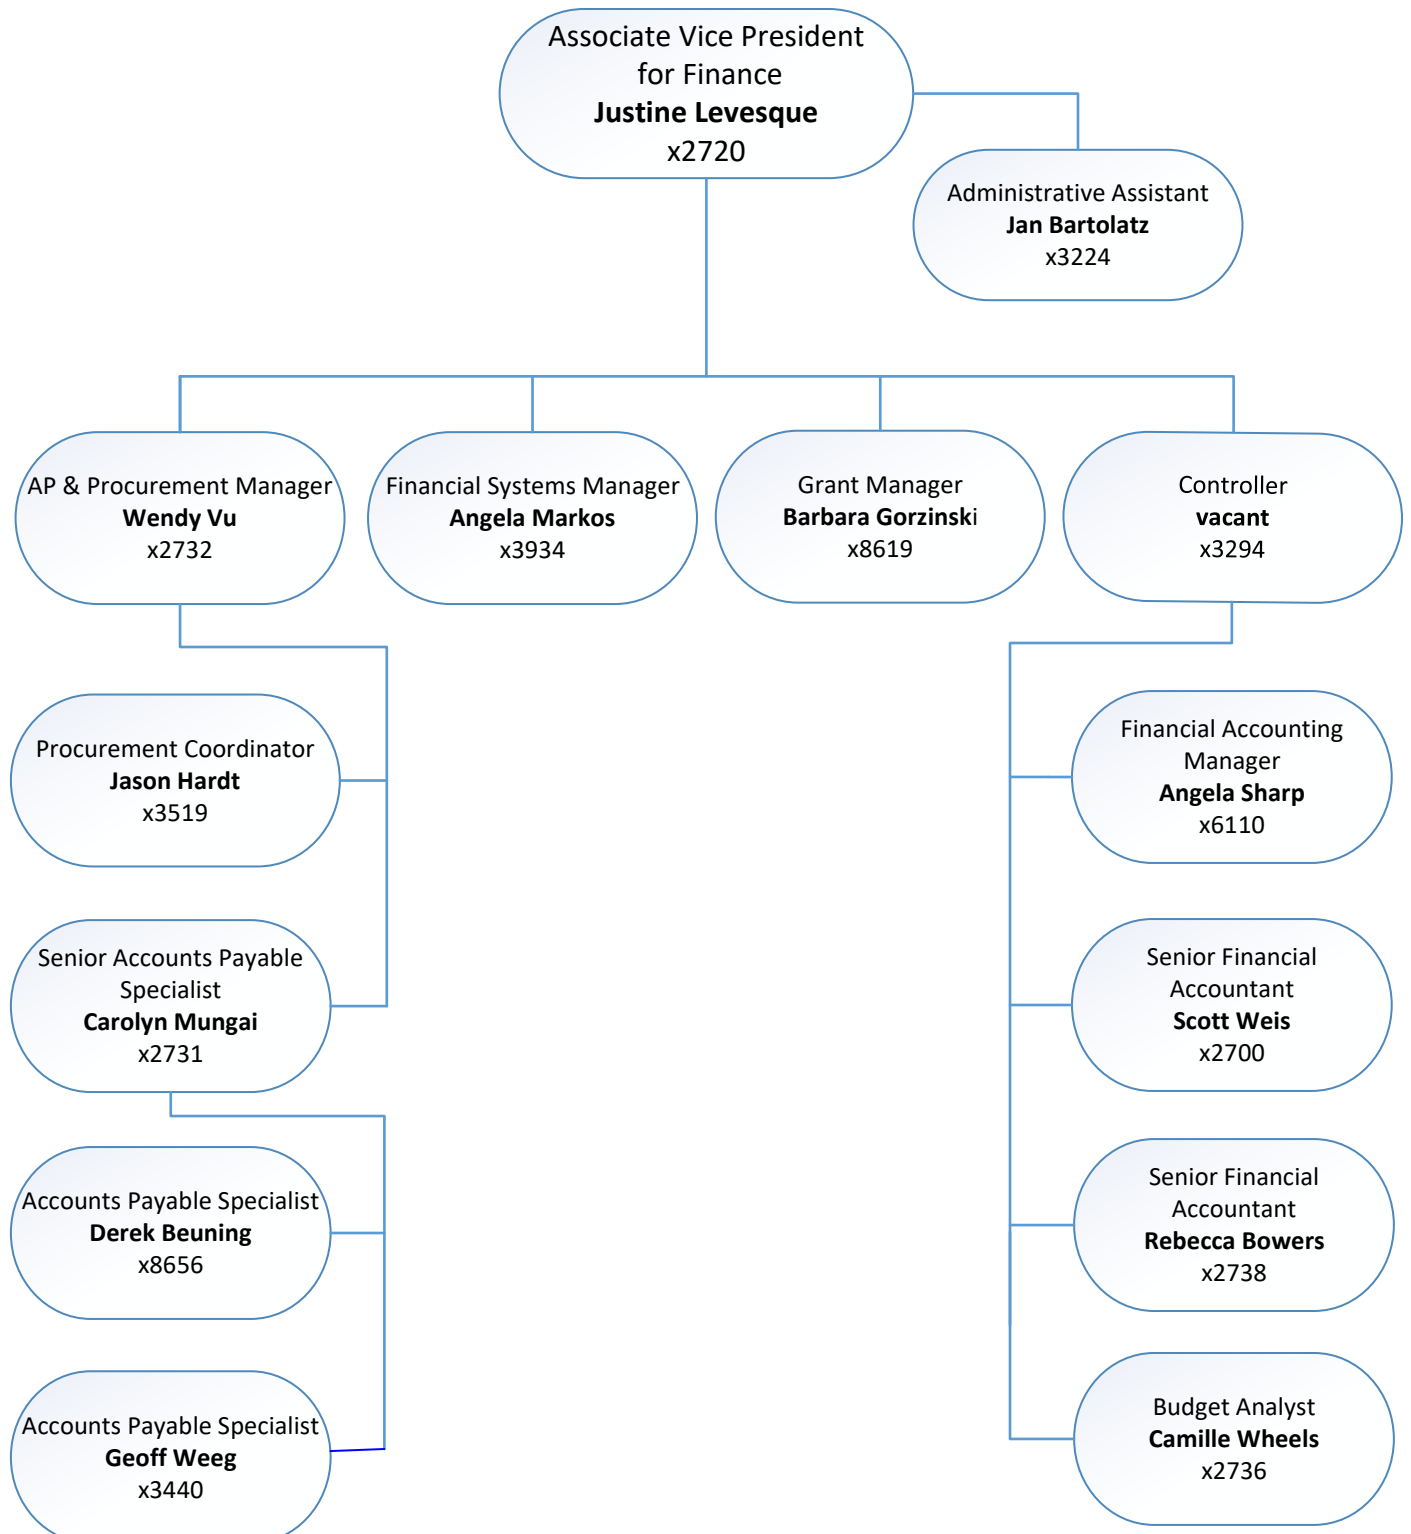 Associate Vice President
for Finance
Justine Levesque
x2720
Administrative Assistant
Jan Bartolatz
x3224
AP & Procurement Manager
Wendy Vu
x2732
Financial Systems Manager
Angela Markos
x3934
Grant Manager
Barbara Gorzinski
x8619
Controller
vacant
x3294
Procurement Coordinator
Jason Hardt
x3519
Senior Accounts Payable
Specialist
Carolyn Mungai
x2731
Accounts Payable Specialist
Derek Beuning
x8656
Accounts Payable Specialist
Geoff Weeg
x3440
Financial Accounting
Manager
Angela Sharp
x6110
Senior Financial
Accountant
Scott Weis
x2700
Senior Financial
Accountant
Rebecca Bowers
x2738
Budget Analyst
Camille Wheels
x2736